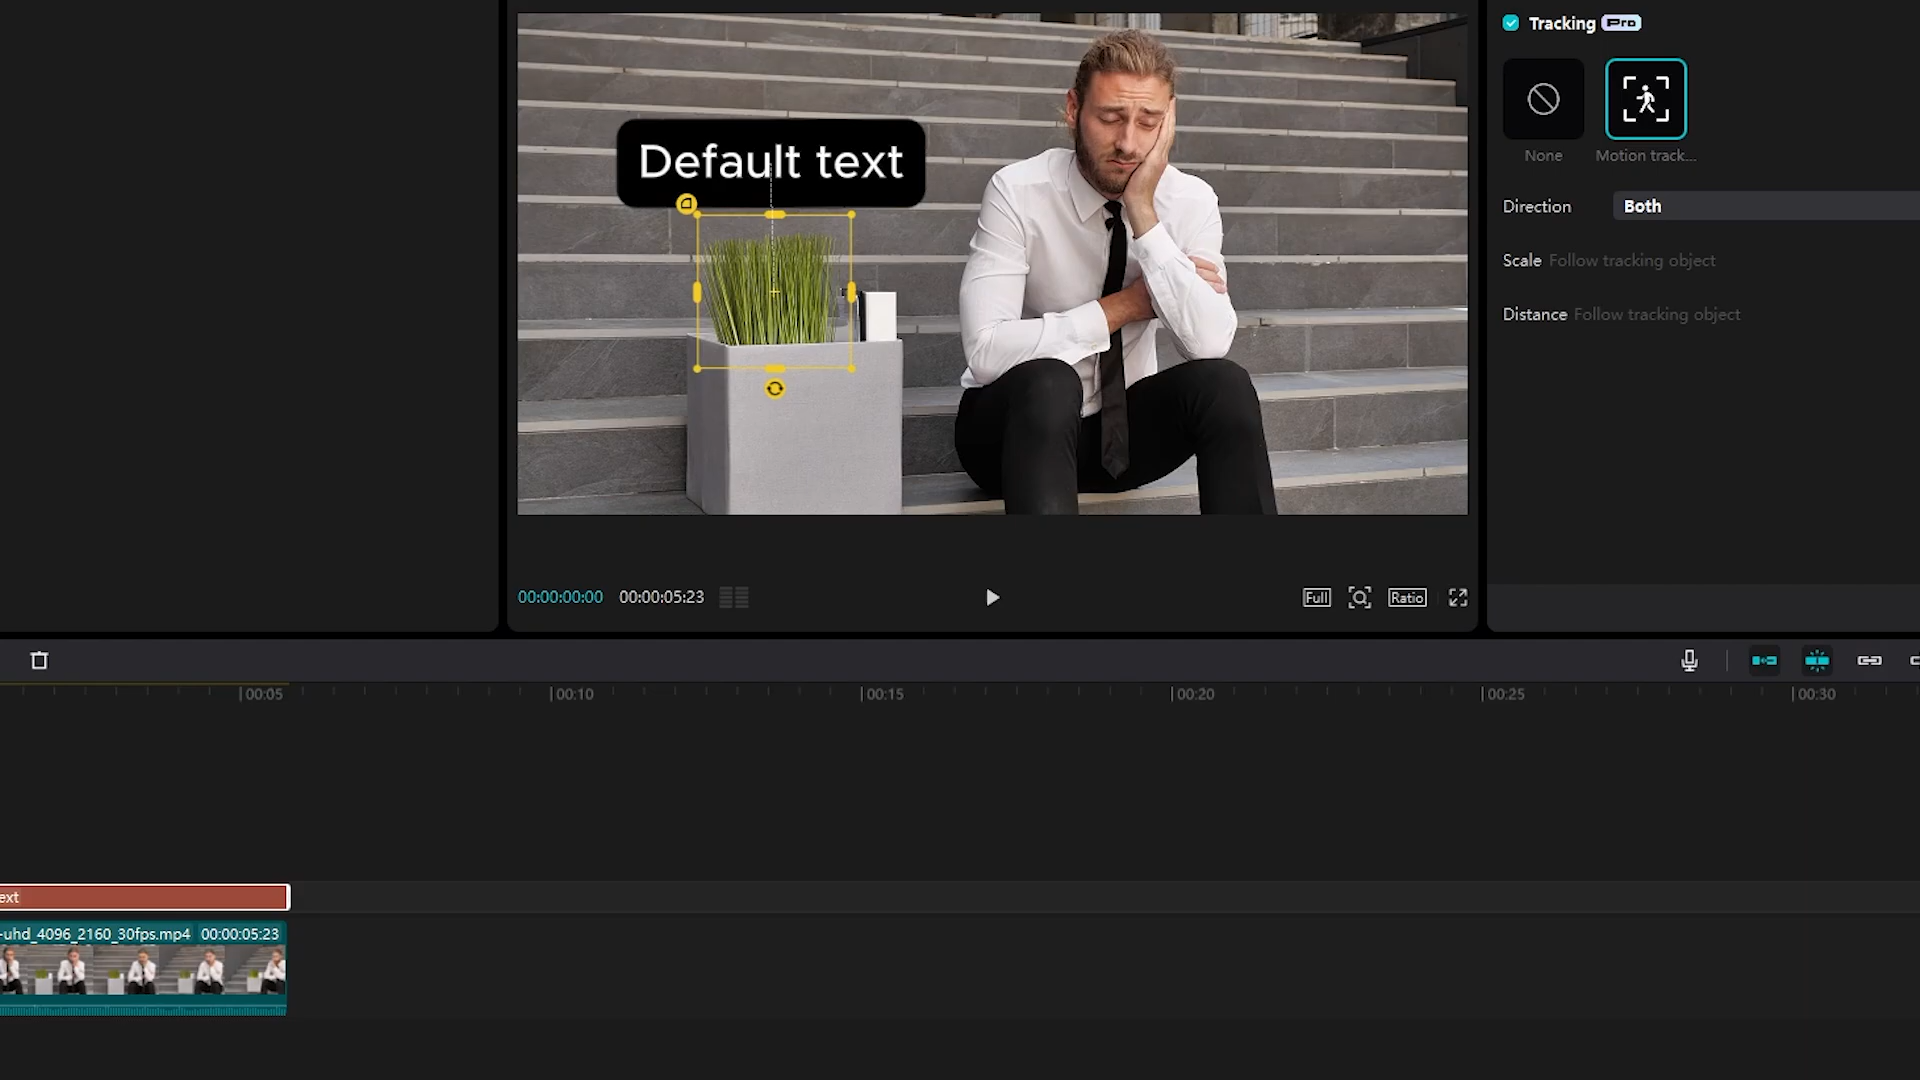 Tracking Pro
Default text
None
Motion track...
Direction
Both
Scale Follow tracking object
Distance Follow tracking object
00:00:00:00
00:00:05:23
Full
Ratio
00:05
00:10
00:15
00:20
00:25
00:30
ext
-uhd_4096_2160_30fps.mp4 00:00:05:23